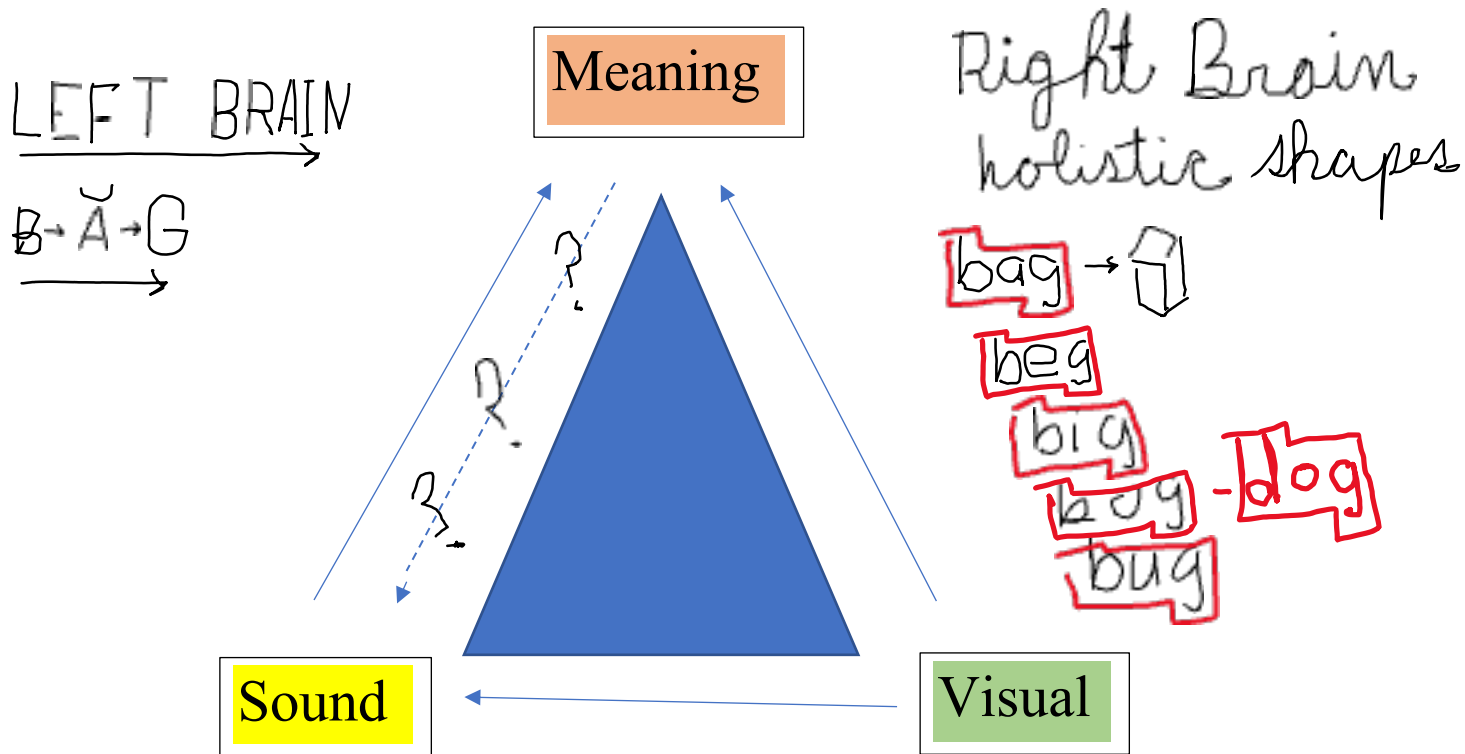 Meaning
LEFT BRAIN
B→Ă→G
Right Brain
holistic shapes
bag →
beg
big
bog - dog
bug
?
?
?
Sound
Visual